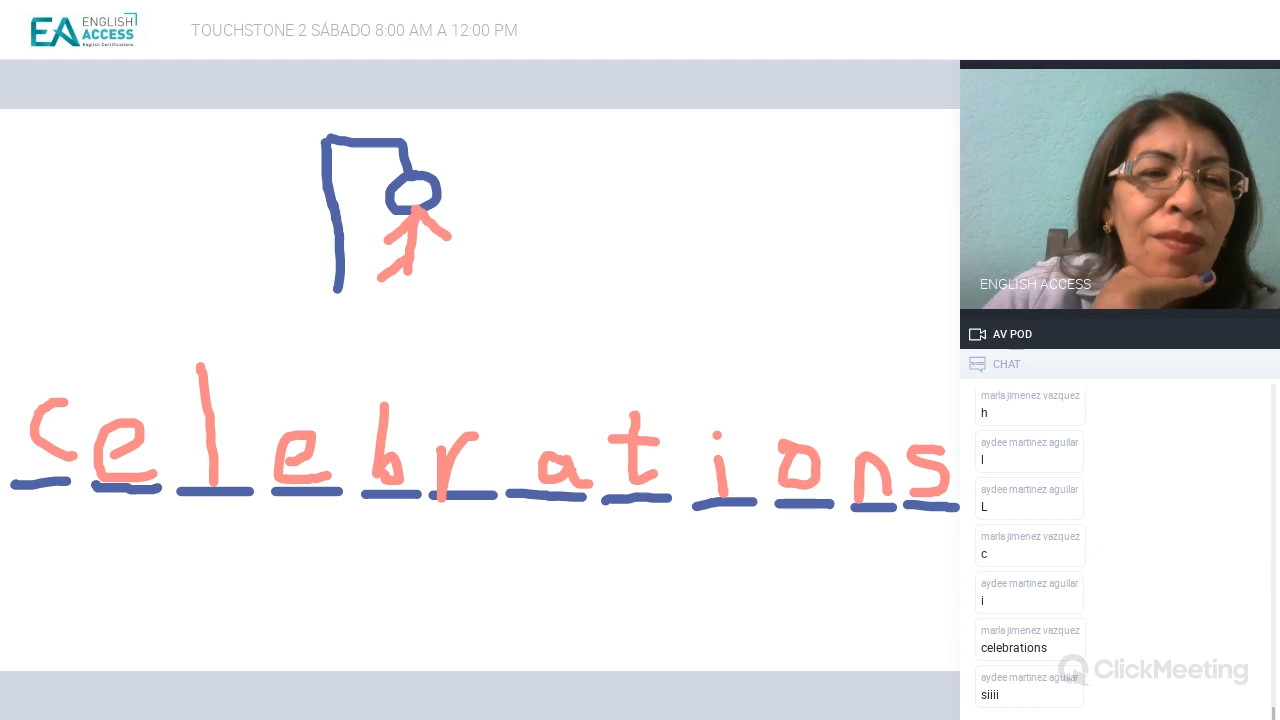 EA ENGLISH ACCESS
English Certifications
TOUCHSTONE 2 SÁBADO 8:00 AM A 12:00 PM
celebrations
ENGLISH ACCESS
AV POD
CHAT
marla jimenez vazquez
h
aydee martinez aguilar
l
aydee martinez aguilar
L
marla jimenez vazquez
c
aydee martinez aguilar
i
marla jimenez vazquez
celebrations
aydee martinez aguilar
siiii
ClickMeeting